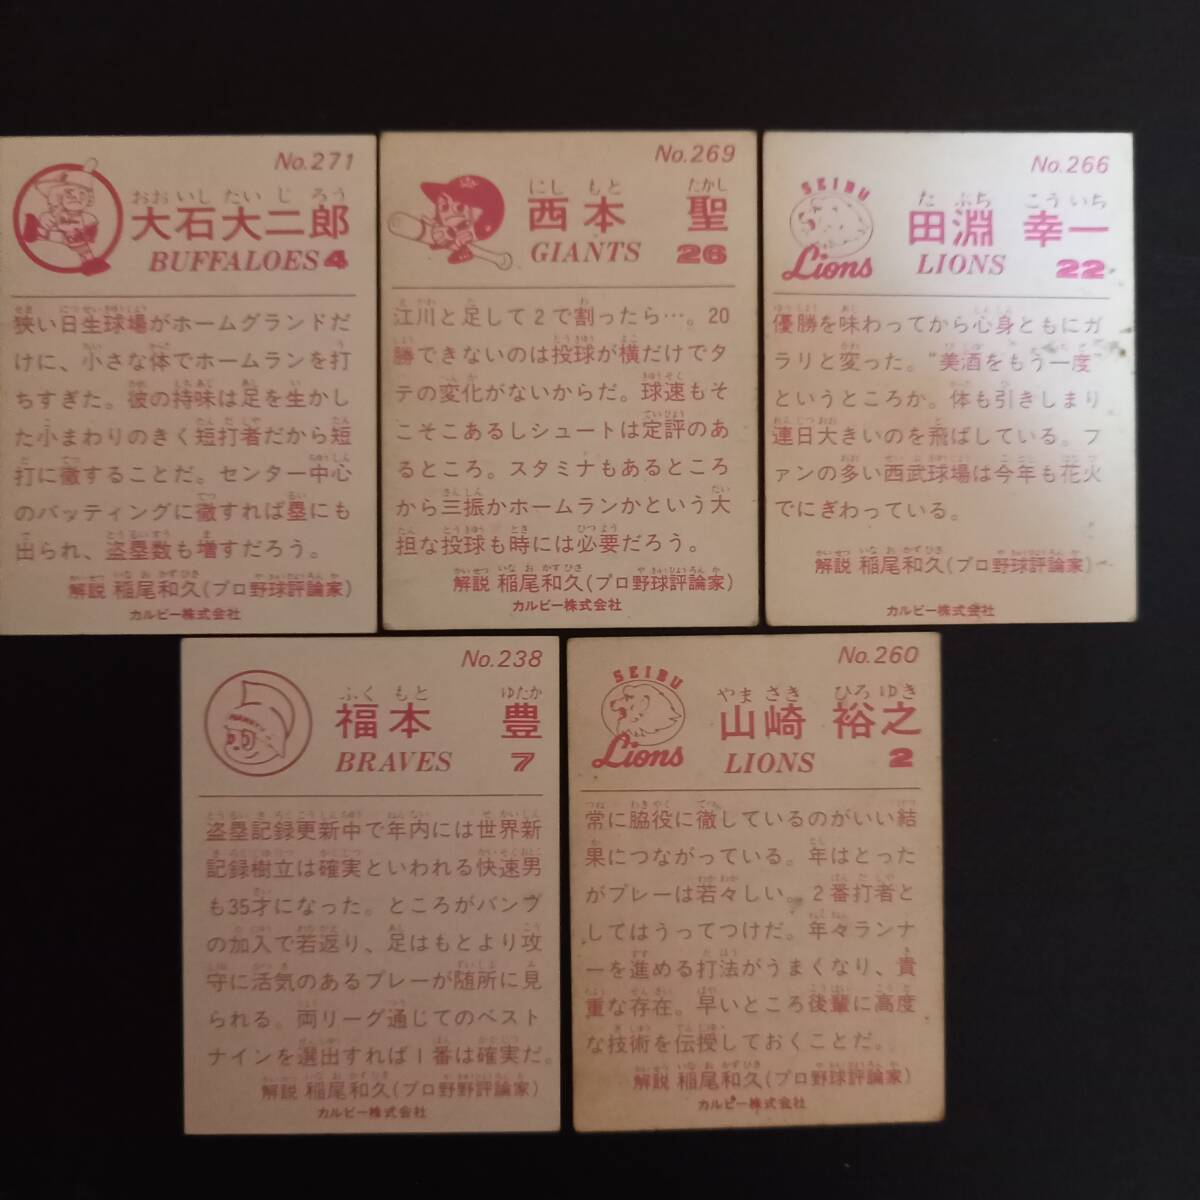 No.271
おおいし たいじろう
大石大二郎
BUFFALOES 4
狭い日生球場がホームグランドだ
けに、小さな体でホームランを打
ちすぎた。彼の持味は足を生かし
た小まわりのきく短打者だから短
打に徹することだ。センター中心
のバッティングに徹すれば塁にも
出られ、盗塁数も増すだろう。
解説 稲尾和久(プロ野球評論家)
カルビー株式会社
No.269
にしもと たかし
西本 聖
GIANTS 26
江川と足して2で割ったら…。20
勝できないのは投球が横だけでタ
テの変化がないからだ。球速もそ
こそこあるしシュートは定評のあ
るところ。スタミナもあるところ
から三振かホームランかという大
担な投球も時には必要だろう。
解説 稲尾和久(プロ野球評論家)
カルビー株式会社
No.266
SEIBU
Lions
たぶち こういち
田淵 幸一
LIONS 22
優勝を味わってから心身ともにガ
ラリと変った。“美酒をもう一度”
というところか。体も引きしまり
連日大きいのを飛ばしている。フ
ァンの多い西武球場は今年も花火
でにぎわっている。
解説 稲尾和久(プロ野球評論家)
カルビー株式会社
No.238
ふくもと ゆたか
福本 豊
BRAVES 7
盗塁記録更新中で年内には世界新
記録樹立は確実といわれる快速男
も35才になった。ところがバンプ
の加入で若返り、足はもとより攻
守に活気のあるプレーが随所に見
られる。両リーグ通じてのベスト
ナインを選出すれば1番は確実だ。
解説 稲尾和久(プロ野野評論家)
カルビー株式会社
No.260
SEIBU
Lions
やまさき ひろゆき
山崎 裕之
LIONS 2
常に脇役に徹しているのがいい結
果につながっている。年はとった
がプレーは若々しい。2番打者と
してはうってつけだ。年々ランナ
ーを進める打法がうまくなり、貴
重な存在。早いところ後輩に高度
な技術を伝授しておくことだ。
解説 稲尾和久(プロ野球評論家)
カルビー株式会社